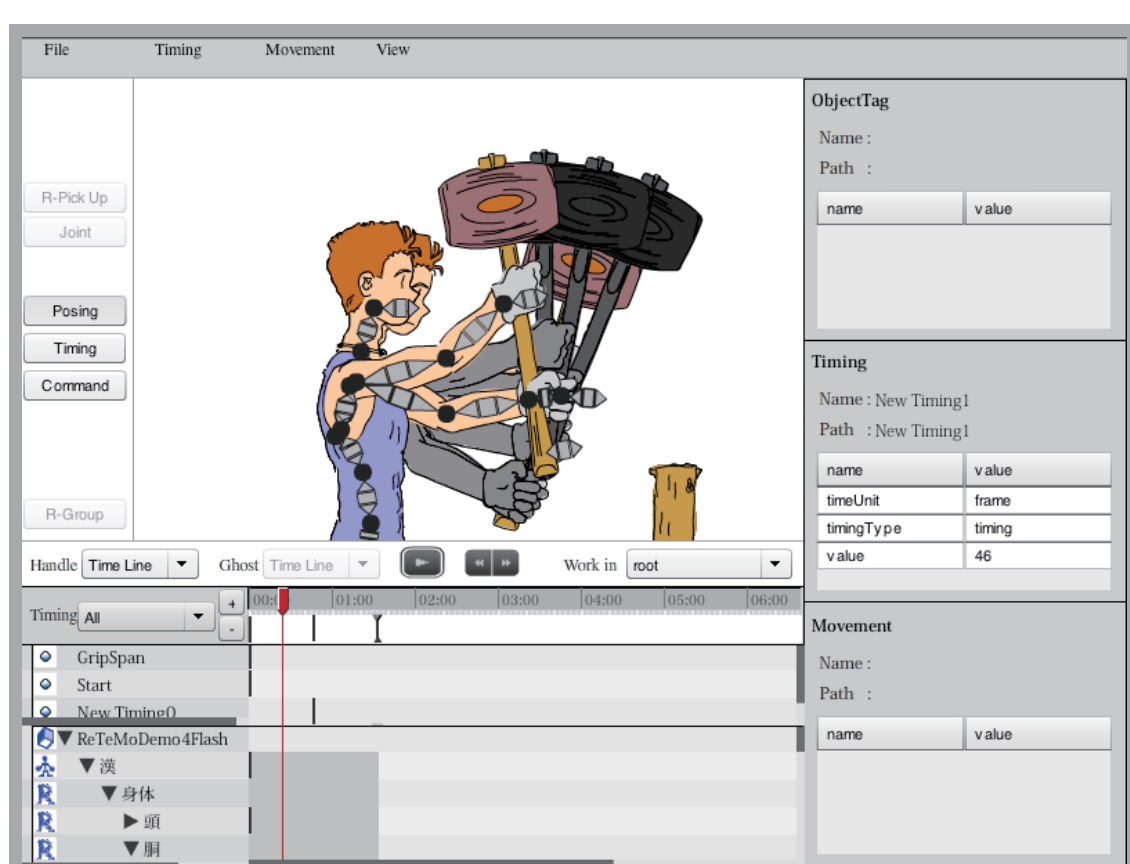 File Timing Movement View
ObjectTag
Name :
Path :
name value
R-Pick Up
Joint
Posing
Timing
Command
R-Group
Timing
Name : New Timing1
Path : New Timing1
name value
timeUnit frame
timingType timing
value 46
Handle Time Line Ghost Time Line Work in root
Timing All + -
01:00 02:00 03:00 04:00 05:00 06:00
GripSpan
Start
New Timing0
ReTeMoDemo4Flash
漢
身体
頭
胴
Movement
Name :
Path :
name value